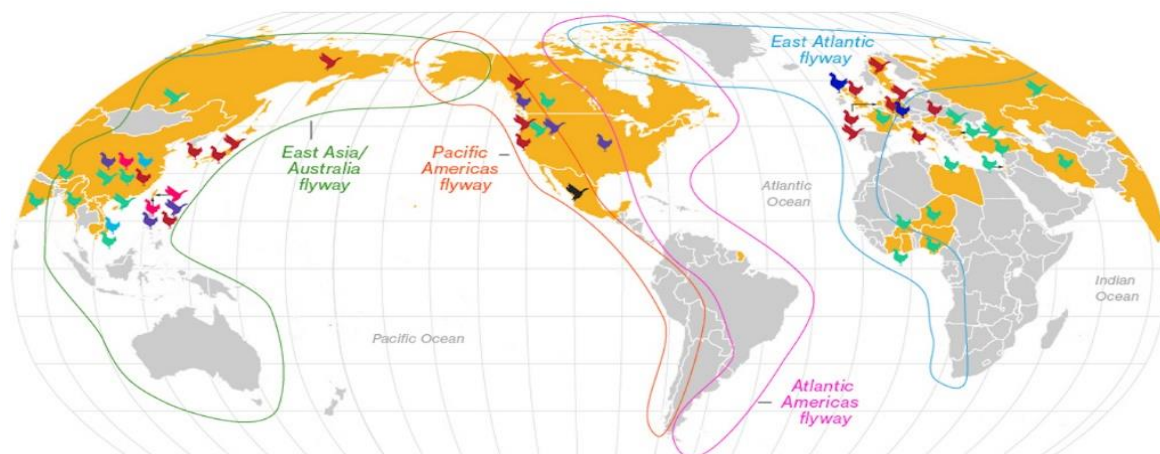 East Atlantic
flyway
East Asia/
Australia
flyway
Pacific
Americas
flyway
Atlantic
Ocean
Indian
Ocean
Pacific Ocean
Atlantic
Americas
flyway